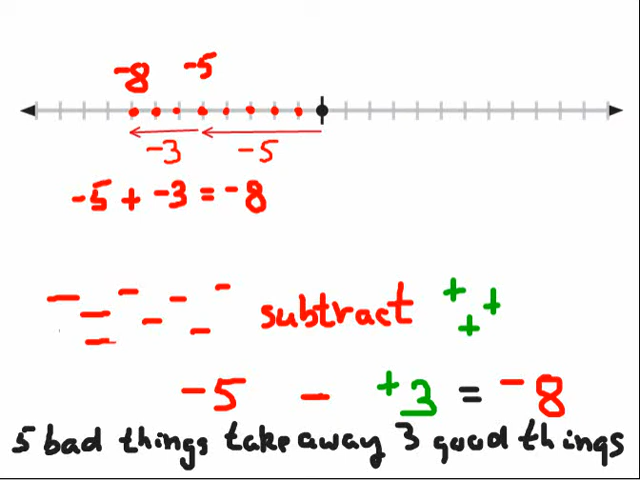 -8 -5
-3 -5
-5 + -3 = -8
subtract + + +
-5 - +3 = -8
5 bad things take away 3 good things